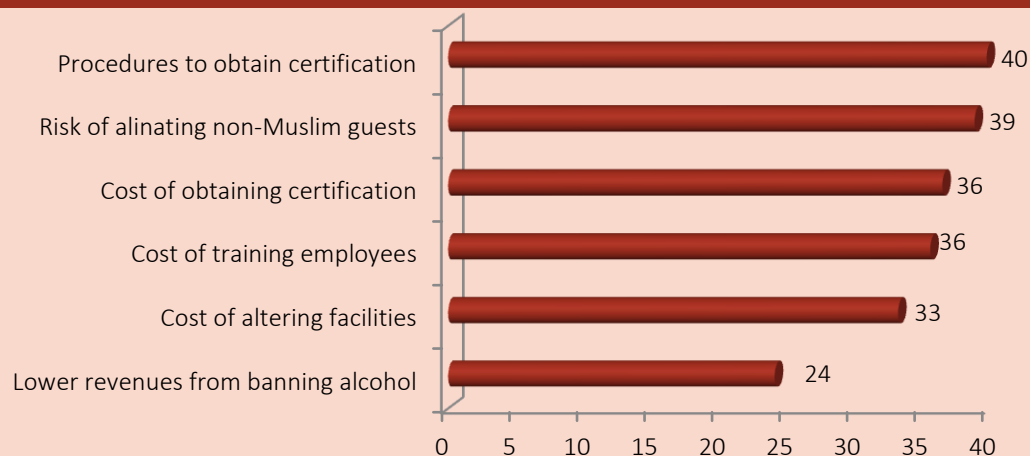 Procedures to obtain certification 40
Risk of alinating non-Muslim guests 39
Cost of obtaining certification 36
Cost of training employees 36
Cost of altering facilities 33
Lower revenues from banning alcohol 24
0 5 10 15 20 25 30 35 40